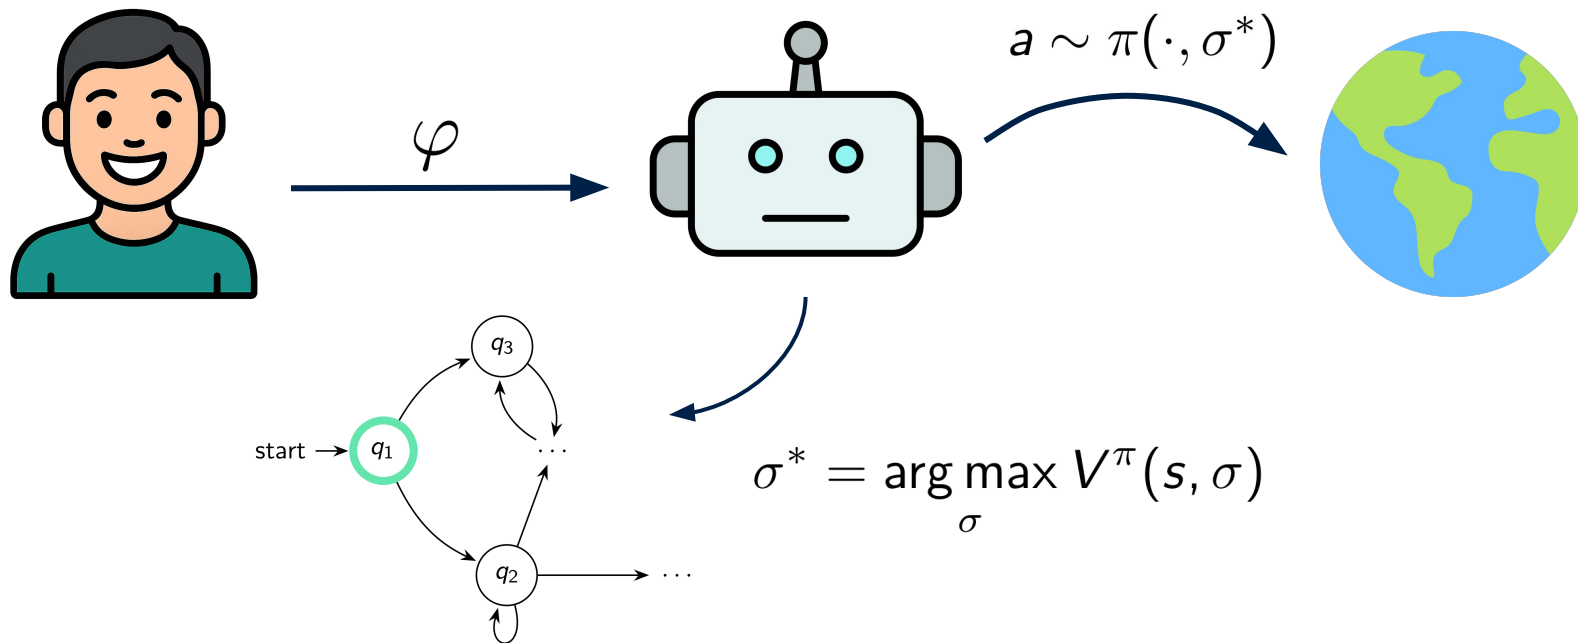 φ
a ∼ π(·, σ*)
q₃
start
q₁
···
σ* = arg max V^π(s, σ)
σ
q₂
···